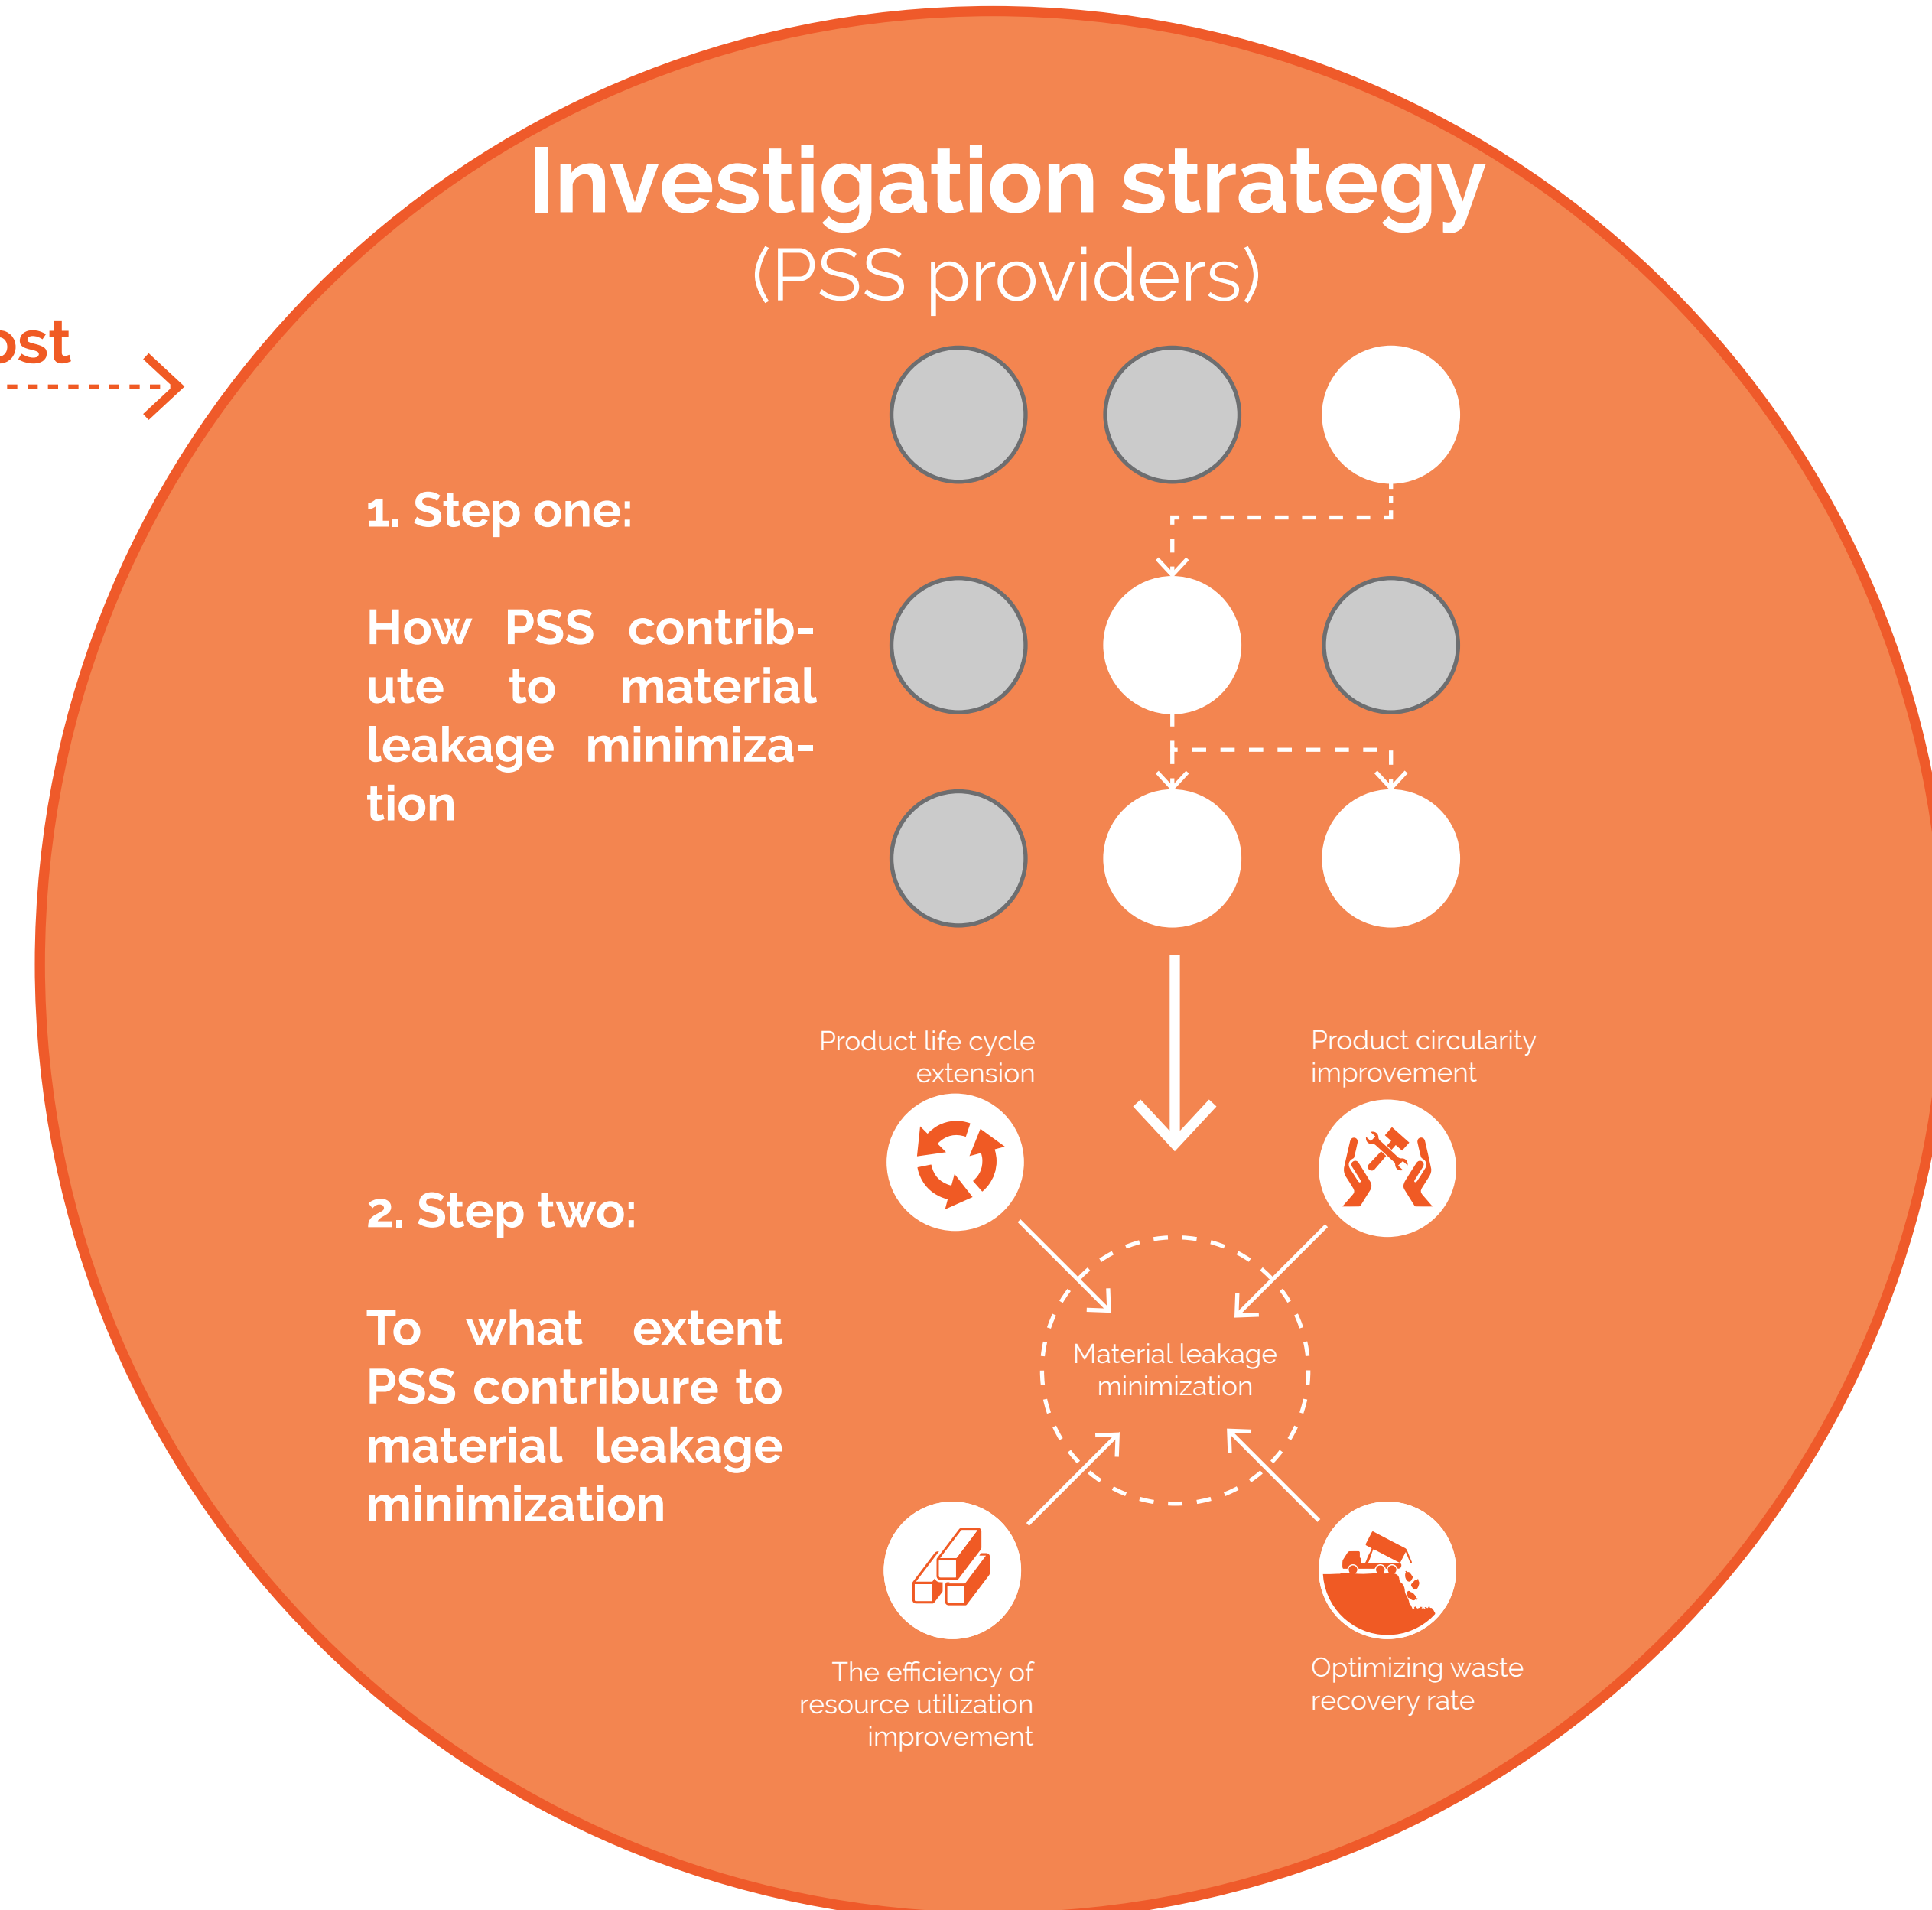 Investigation strategy
(PSS providers)
ost
1. Step one:
How PSS contrib-
ute to material
leakage minimiza-
tion
Product life cycle
extension
Product circularity
improvement
2. Step two:
To what extent
PSS contribure to
material leakage
minimization
Material leakage
minimization
The efficiency of
resource utilization
improvement
Optimizing waste
recovery rate